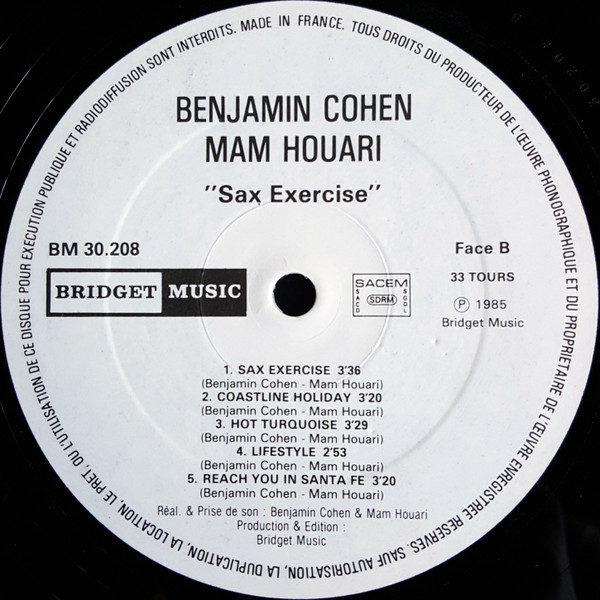 MADE IN FRANCE. TOUS DROITS DU PRODUCTEUR DE L'ŒUVRE PHONOGRAPHIQUE ET DU PROPRIETAIRE DE L'ŒUVRE ENREGISTREE RESERVES. SAUF AUTORISATION, LA DUPLICATION, LA LOCATION, LE PRET, OU L'UTILISATION DE CE DISQUE POUR EXECUTION PUBLIQUE ET RADIODIFFUSION SONT INTERDITS.
BENJAMIN COHEN
MAM HOUARI
"Sax Exercise"
BM 30.208
BRIDGET MUSIC
Face B
33 TOURS
SACEM
SACD SDRM SGDL
Ⓟ 1985
Bridget Music
1. SAX EXERCISE 3'36
(Benjamin Cohen - Mam Houari)
2. COASTLINE HOLIDAY 3'20
(Benjamin Cohen - Mam Houari)
3. HOT TURQUOISE 3'29
(Benjamin Cohen - Mam Houari)
4. LIFESTYLE 2'53
(Benjamin Cohen - Mam Houari)
5. REACH YOU IN SANTA FE 3'20
(Benjamin Cohen - Mam Houari)
Réal. & Prise de son : Benjamin Cohen & Mam Houari
Production & Edition :
Bridget Music